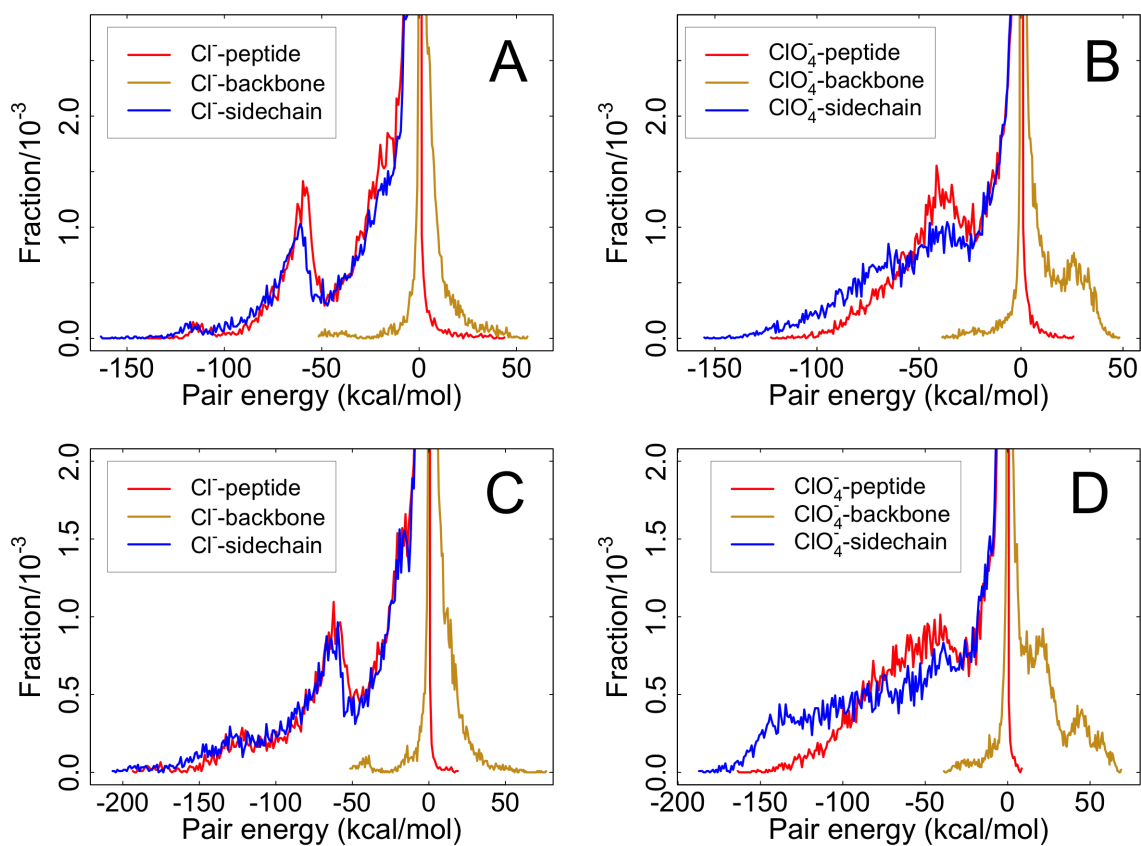 A
Cl⁻-peptide
Cl⁻-backbone
Cl⁻-sidechain
Fraction/10⁻³
0.0
1.0
2.0
-150
-100
-50
0
50
Pair energy (kcal/mol)
B
ClO₄⁻-peptide
ClO₄⁻-backbone
ClO₄⁻-sidechain
Fraction/10⁻³
0.0
1.0
2.0
-150
-100
-50
0
50
Pair energy (kcal/mol)
C
Cl⁻-peptide
Cl⁻-backbone
Cl⁻-sidechain
Fraction/10⁻³
0.0
0.5
1.0
1.5
2.0
-200
-150
-100
-50
0
50
Pair energy (kcal/mol)
D
ClO₄⁻-peptide
ClO₄⁻-backbone
ClO₄⁻-sidechain
Fraction/10⁻³
0.0
0.5
1.0
1.5
2.0
-200
-150
-100
-50
0
50
Pair energy (kcal/mol)